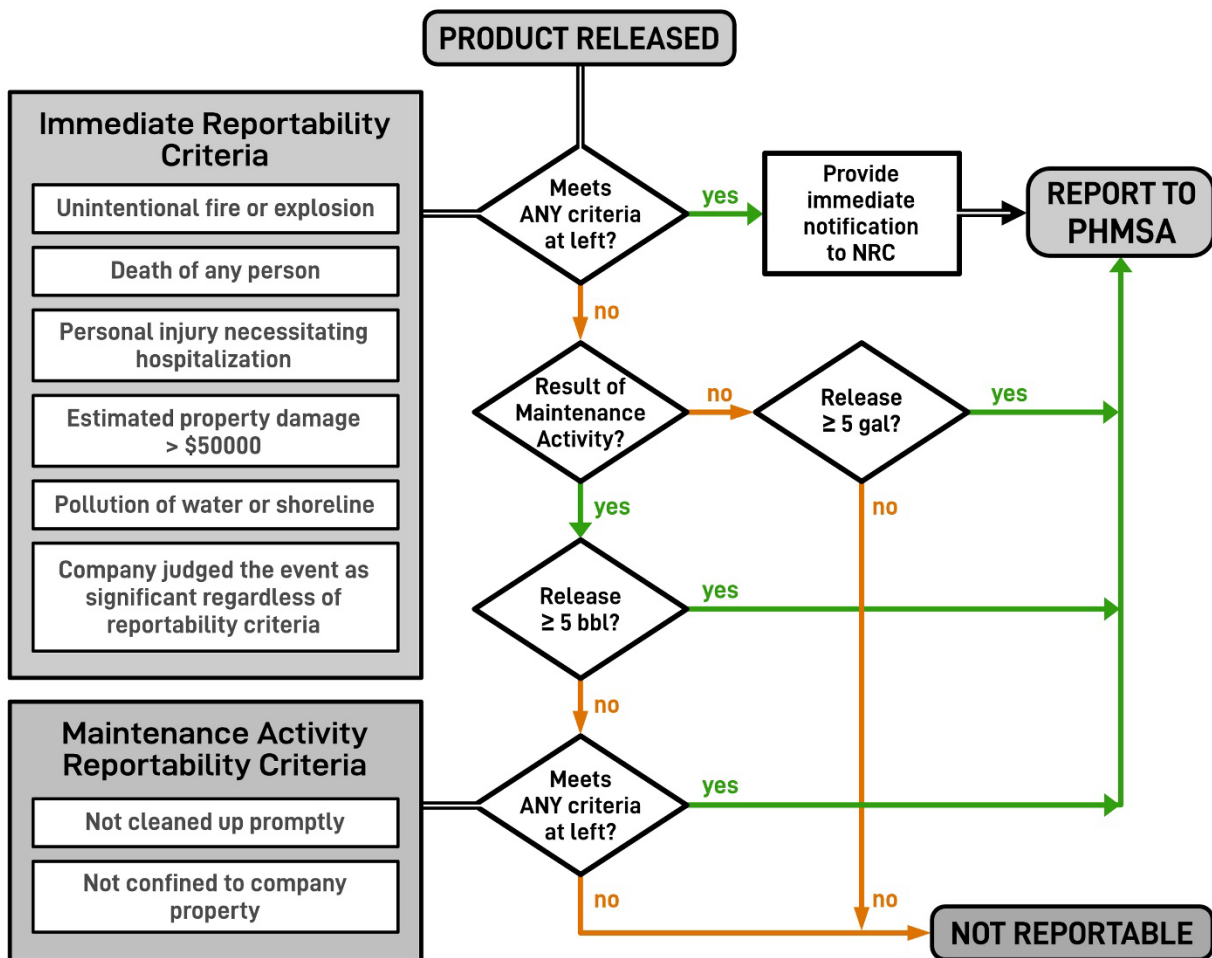 PRODUCT RELEASED
Immediate Reportability
Criteria
Unintentional fire or explosion
Death of any person
Personal injury necessitating
hospitalization
Estimated property damage
> $50000
Pollution of water or shoreline
Company judged the event as
significant regardless of
reportability criteria
Meets
ANY criteria
at left?
yes
Provide
immediate
notification
to NRC
REPORT TO
PHMSA
no
Result of
Maintenance
Activity?
no
Release
≥ 5 gal?
yes
yes
no
Release
≥ 5 bbl?
yes
no
Maintenance Activity
Reportability Criteria
Not cleaned up promptly
Not confined to company
property
Meets
ANY criteria
at left?
yes
no
no
NOT REPORTABLE